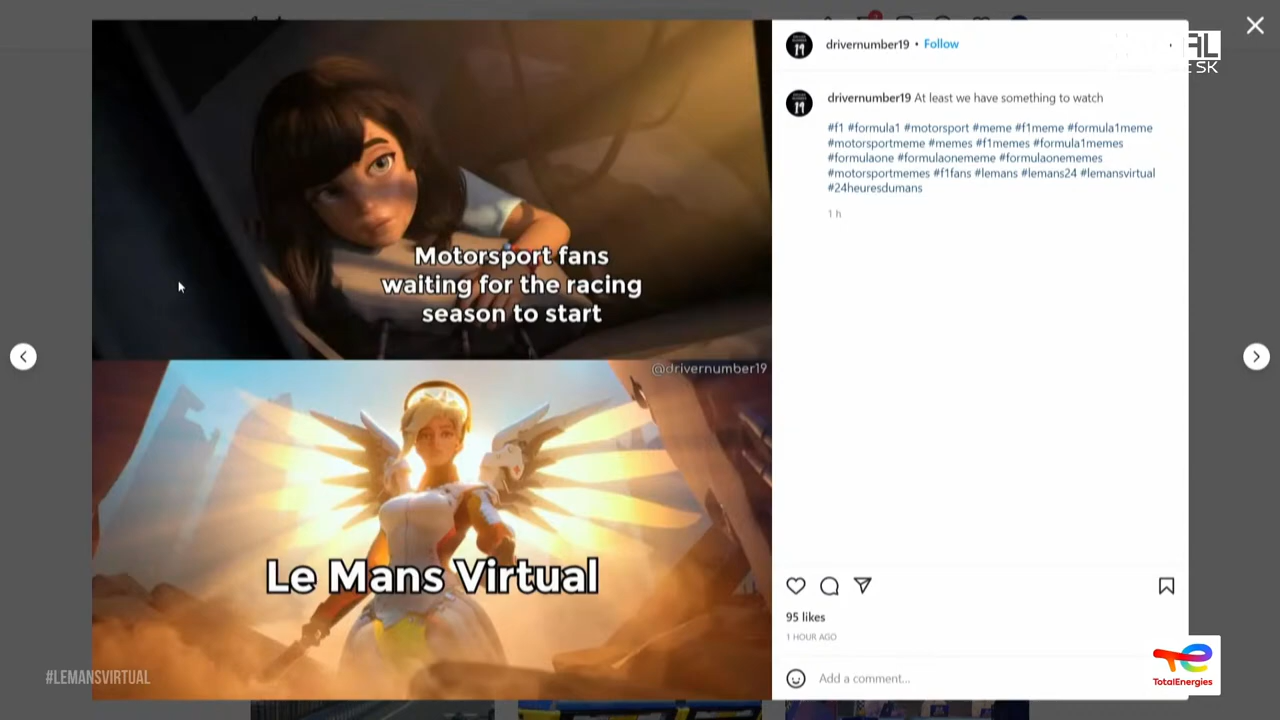 drivernumber19 • Follow
AL
E SK
drivernumber19 At least we have something to watch
#f1 #formula1 #motorsport #meme #f1meme #formula1meme
#motorsportmeme #memes #f1memes #formula1memes
#formulaone #formulaonememe #formulaonememes
#motorsportmemes #f1fans #lemans #lemans24 #lemansvirtual
#24heuresdumans
1 h
Motorsport fans
waiting for the racing
season to start
@drivernumber19
Le Mans Virtual
95 likes
1 HOUR AGO
Add a comment...
#LEMANSVIRTUAL
TotalEnergies